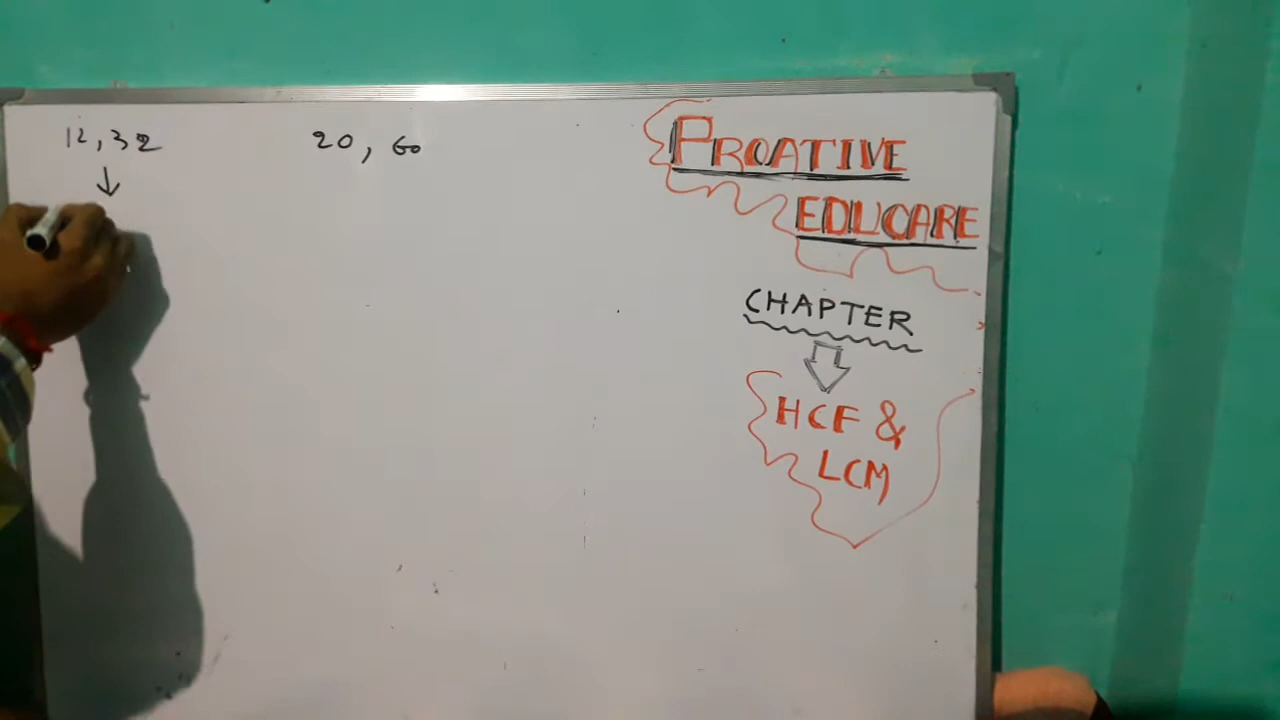 12, 32
20, 60
PROATIVE
EDUCARE
CHAPTER
HCF &
LCM